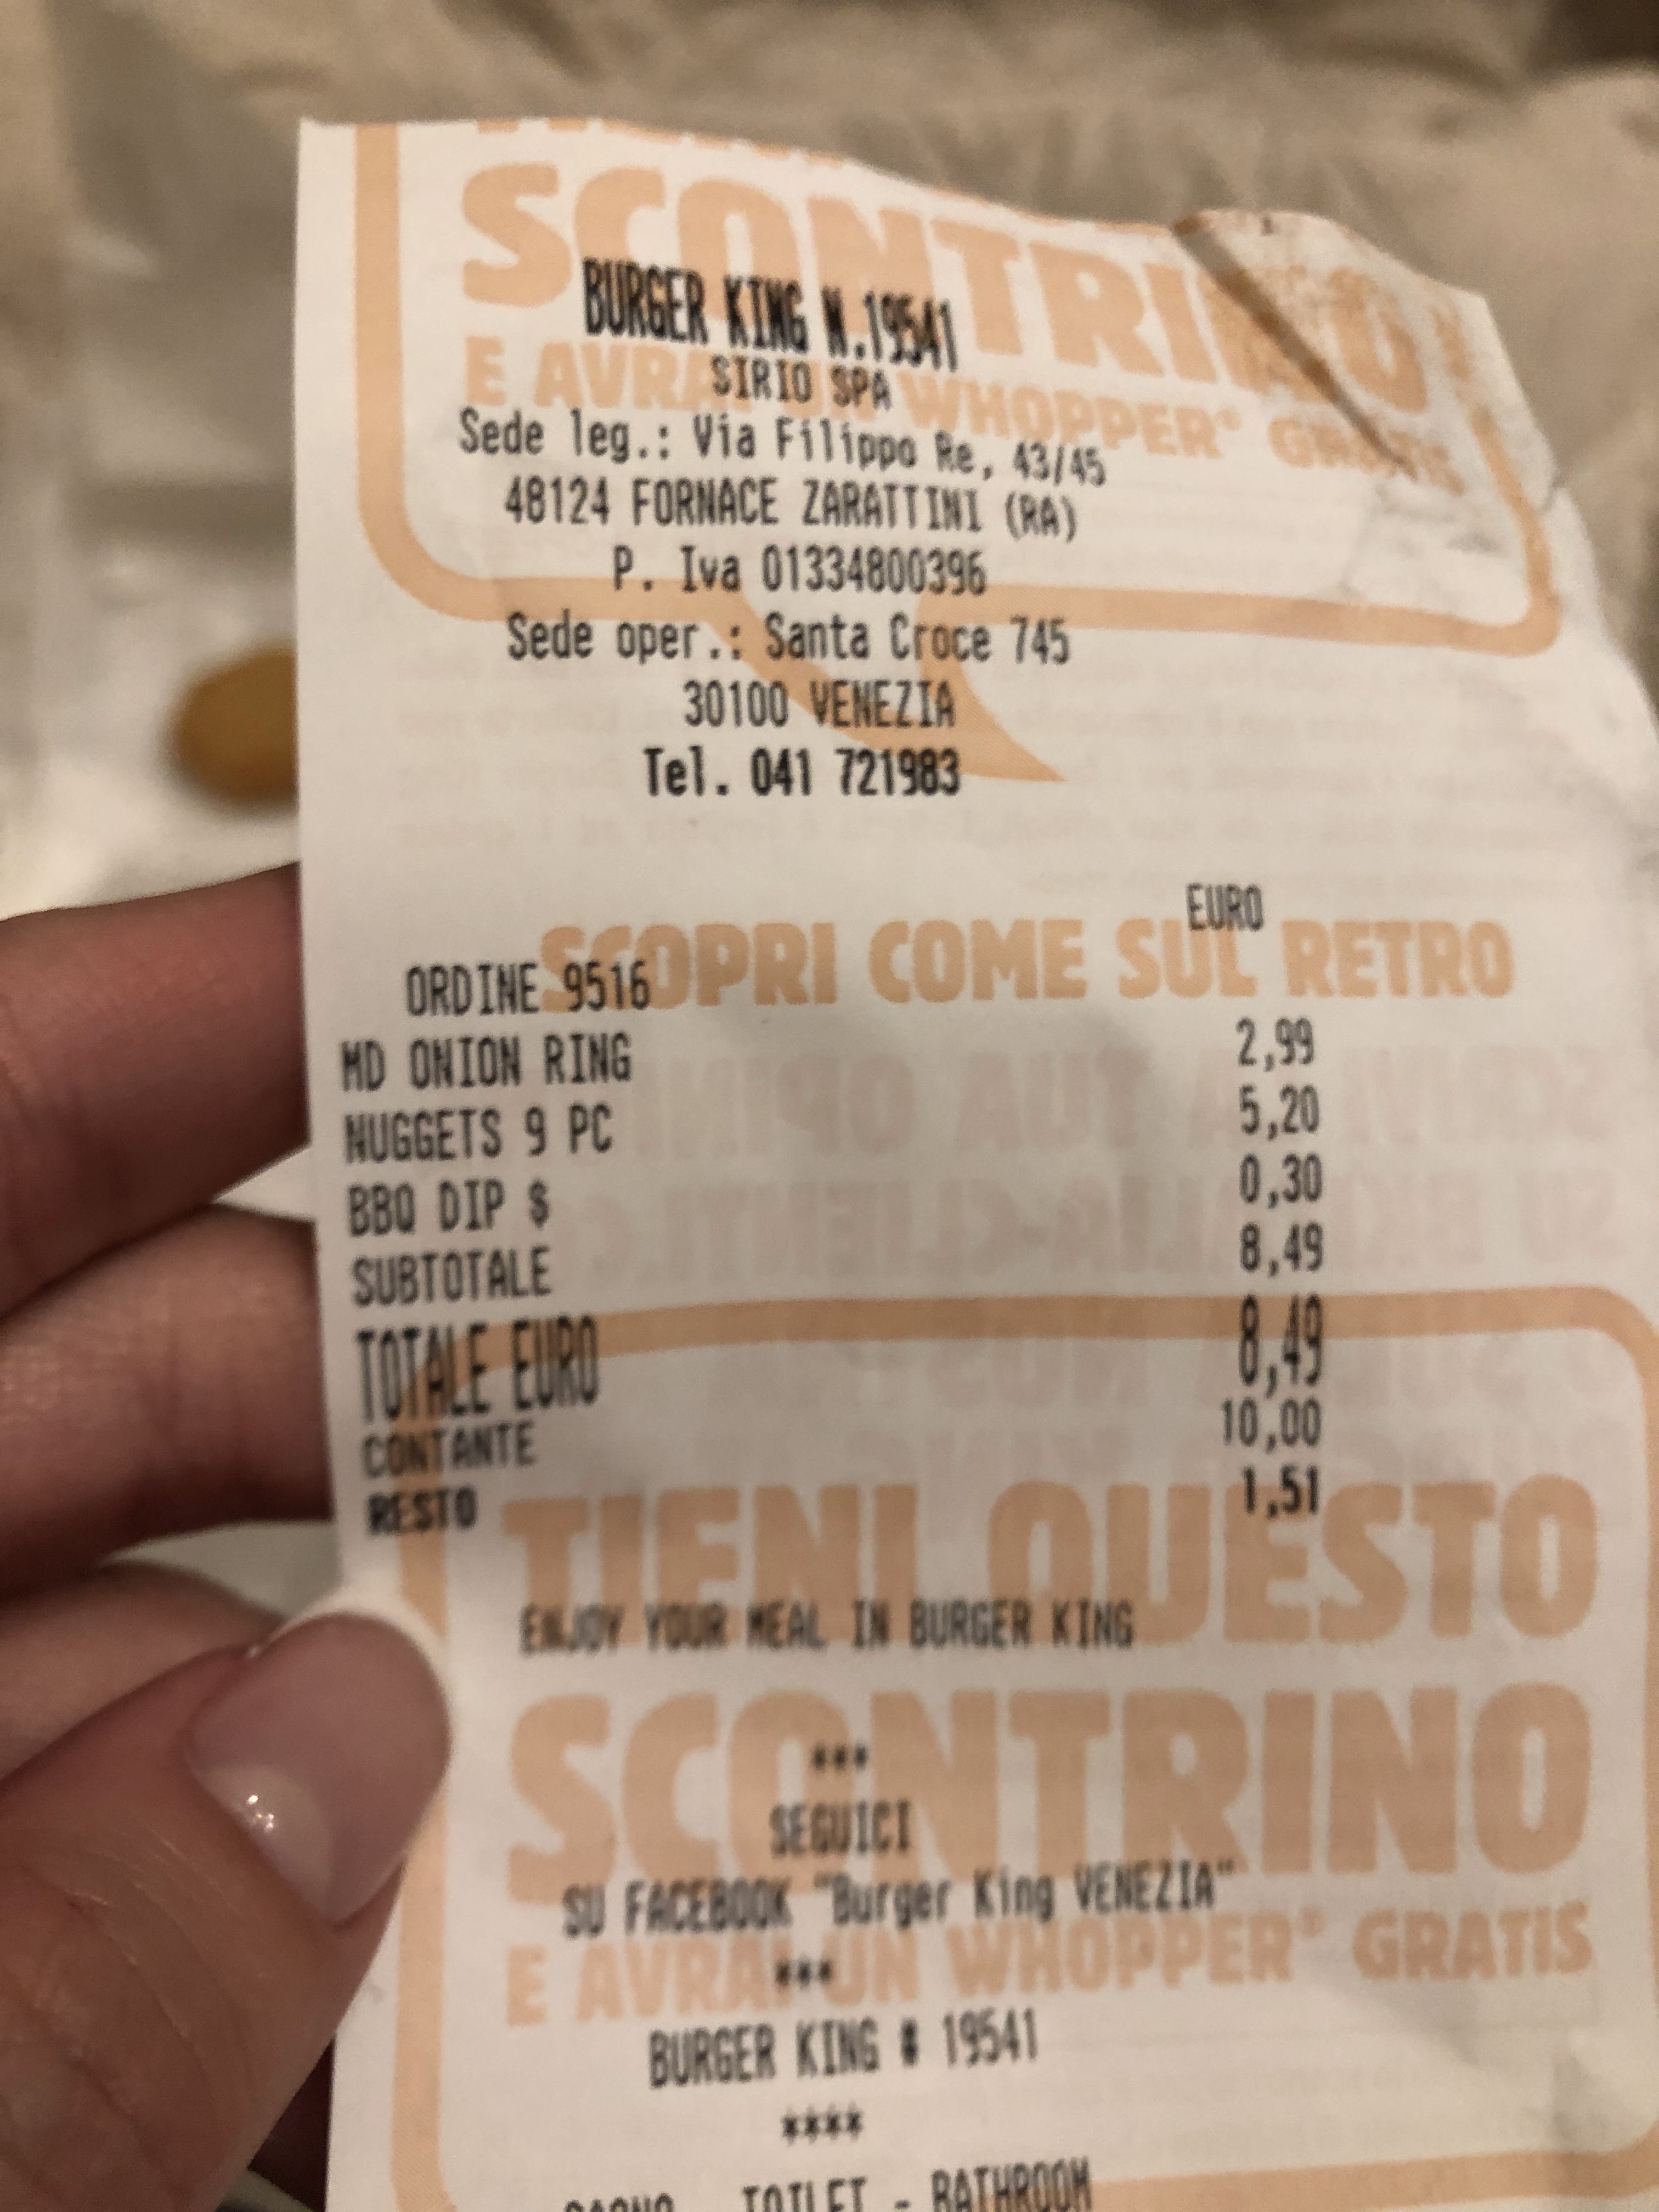 SCONTRINO
BURGER KING N.19541
E AVRAI UN WHOPPER® GRATIS
SIRIO SPA
Sede leg.: Via Filippo Re, 43/45
48124 FORNACE ZARATTINI (RA)
P. Iva 01334800396
Sede oper.: Santa Croce 745
30100 VENEZIA
Tel. 041 721983
EURO
SCOPRI COME SUL RETRO
ORDINE 9516
MD ONION RING 2,99
NUGGETS 9 PC 5,20
BBQ DIP $ 0,30
SUBTOTALE 8,49
TOTALE EURO 8,49
CONTANTE 10,00
RESTO 1,51
TIENI QUESTO
ENJOY YOUR MEAL IN BURGER KING
SCONTRINO
***
SEGUICI
SU FACEBOOK "Burger King VENEZIA"
E AVRAI UN WHOPPER® GRATIS
***
BURGER KING # 19541
****
TOILET - BATHROOM